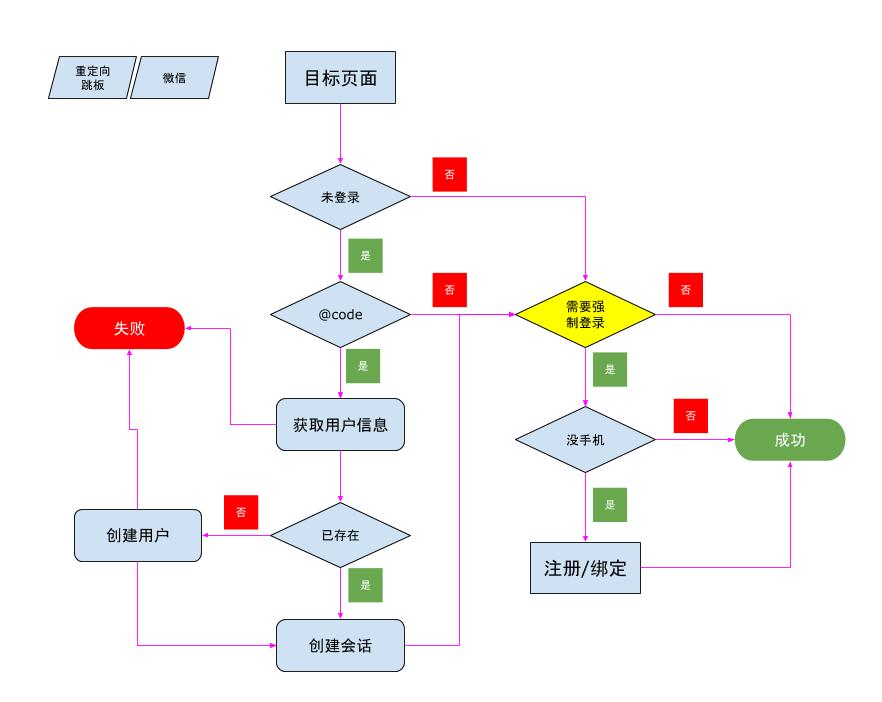 重定向
跳板
微信
目标页面
否
未登录
是
否
否
需要强
制登录
@code
失败
是
是
否
获取用户信息
没手机
成功
是
否
已存在
创建用户
注册/绑定
是
创建会话